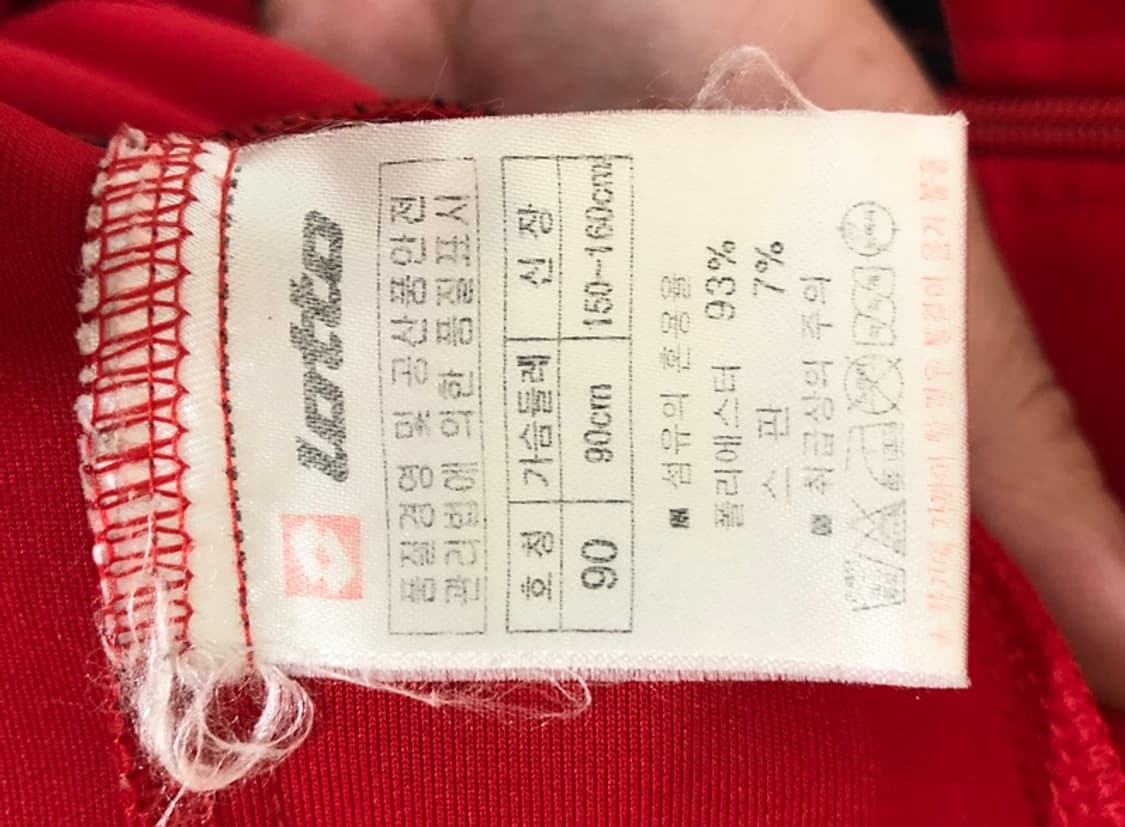 lotto
품질경영 및 공산품안전
관리법에 의한 품질표시
호칭 가슴둘레 신장
90 90cm 150~160cm
■ 섬유의 혼용율
폴리에스터 93%
스판 7%
■ 취급상의 주의